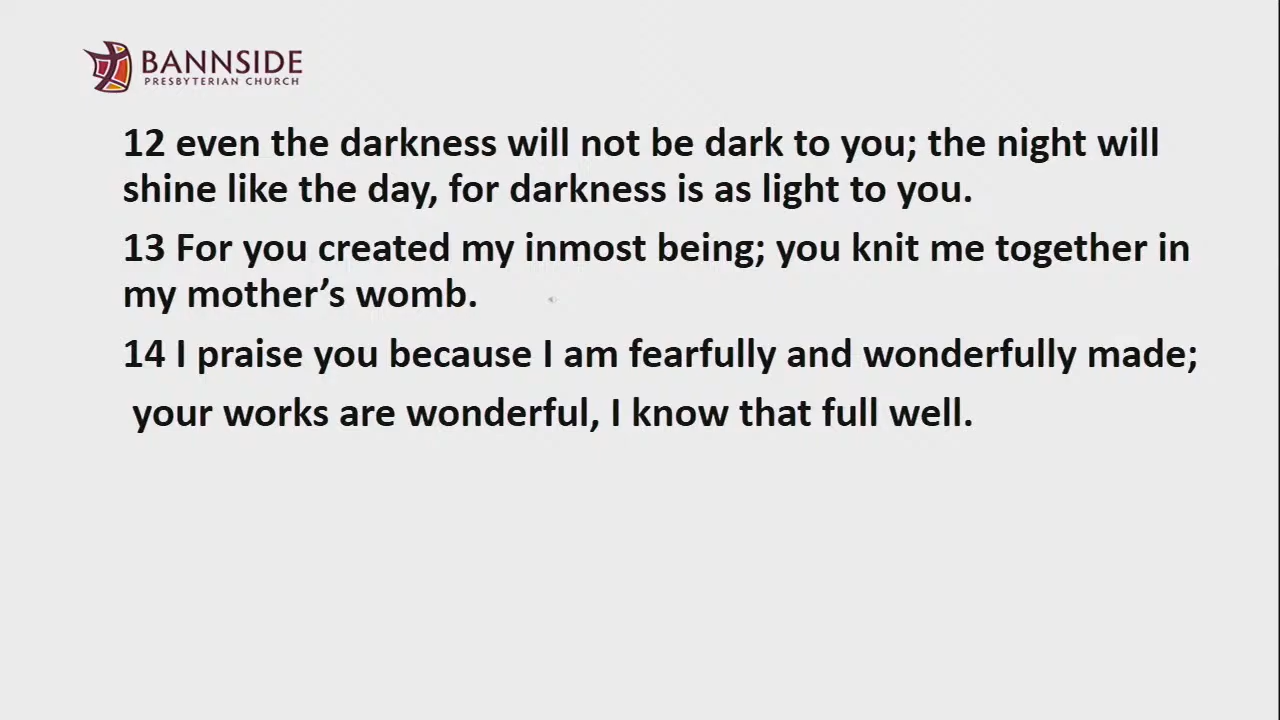 BANNSIDE
PRESBYTERIAN CHURCH
12 even the darkness will not be dark to you; the night will
shine like the day, for darkness is as light to you.
13 For you created my inmost being; you knit me together in
my mother’s womb.
14 I praise you because I am fearfully and wonderfully made;
your works are wonderful, I know that full well.